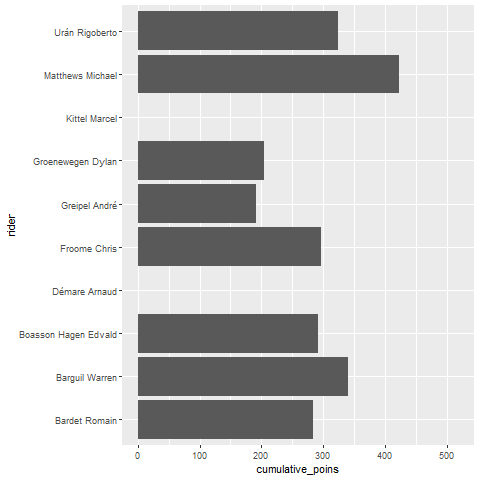 Urán Rigoberto
Matthews Michael
Kittel Marcel
Groenewegen Dylan
Greipel André
Froome Chris
Démare Arnaud
Boasson Hagen Edvald
Barguil Warren
Bardet Romain
rider
0 100 200 300 400 500
cumulative_poins